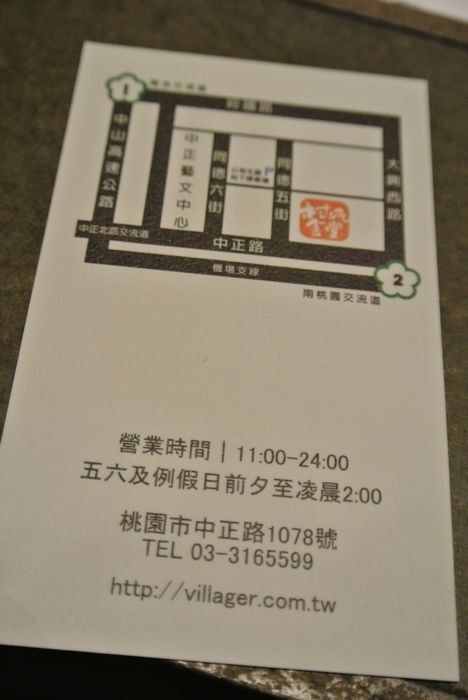 1
中山高速公路
中正藝文中心
同德六街
P
同德五街
大興西路
中正北路交流道
中正路
機場支線
2
南桃園交流道
營業時間｜11:00-24:00
五六及例假日前夕至凌晨2:00
桃園市中正路1078號
TEL 03-3165599
http://villager.com.tw